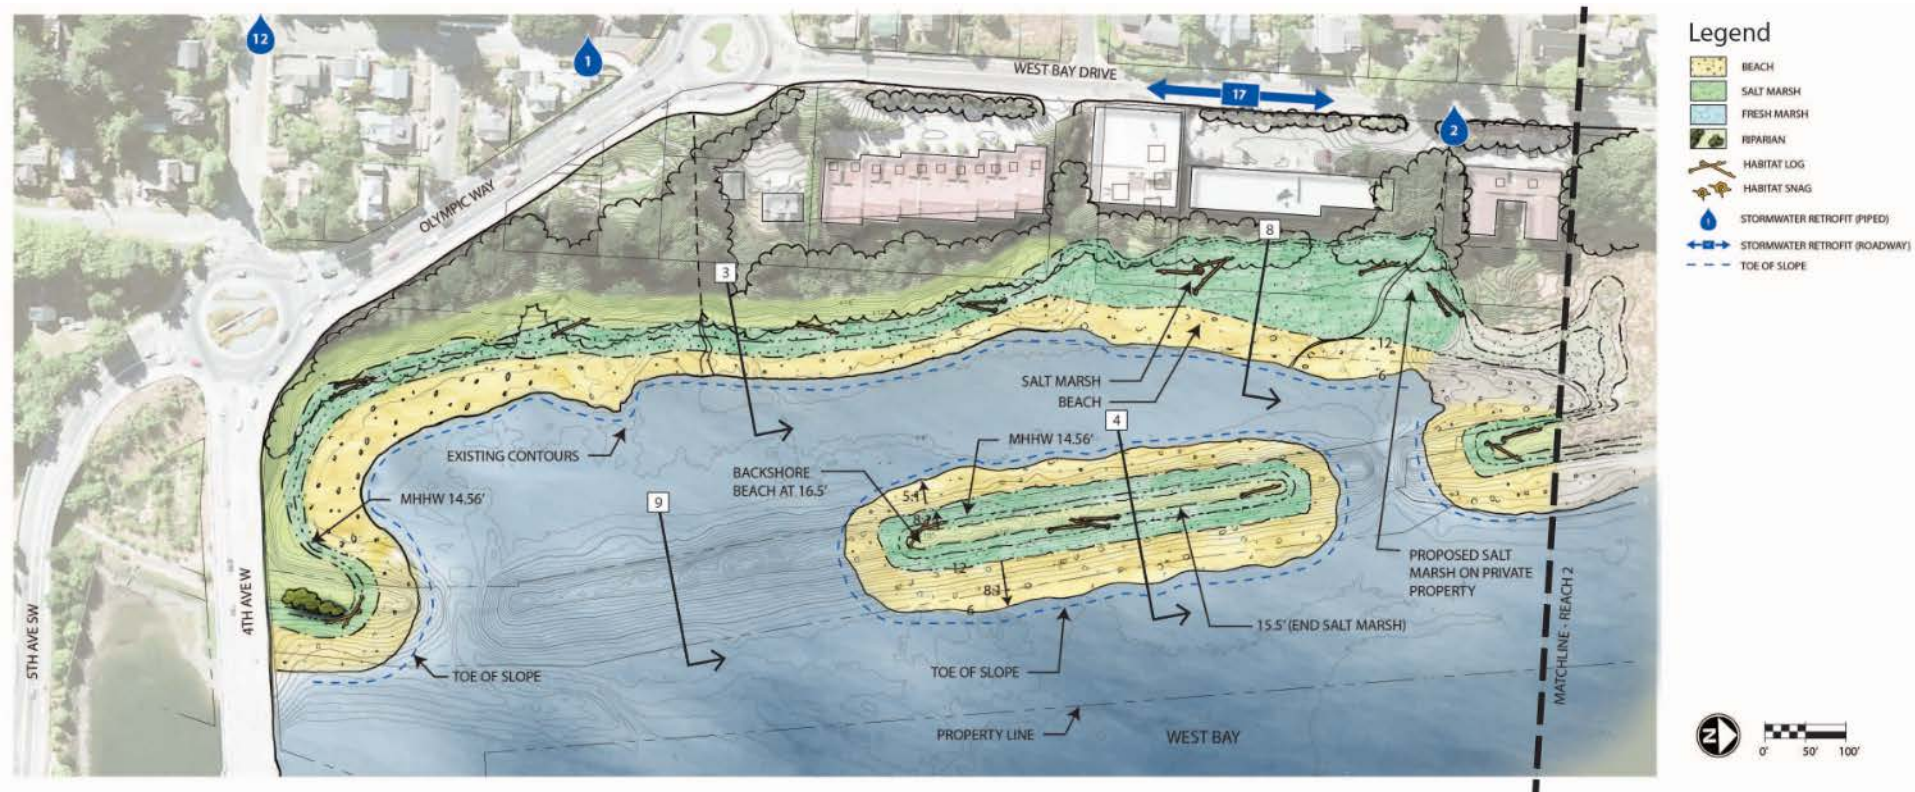 12
1
WEST BAY DRIVE
17
2
OLYMPIC WAY
3
8
12
6
SALT MARSH
BEACH
4
MHHW 14.56'
EXISTING CONTOURS
BACKSHORE
BEACH AT 16.5'
MHHW 14.56'
9
5:1
12
8:1
6
PROPOSED SALT
MARSH ON PRIVATE
PROPERTY
15.5' (END SALT MARSH)
TOE OF SLOPE
TOE OF SLOPE
PROPERTY LINE
WEST BAY
5TH AVE SW
4TH AVE W
MATCHLINE - REACH 2
Legend
BEACH
SALT MARSH
FRESH MARSH
RIPARIAN
HABITAT LOG
HABITAT SNAG
STORMWATER RETROFIT (PIPED)
STORMWATER RETROFIT (ROADWAY)
TOE OF SLOPE
N
0' 50' 100'